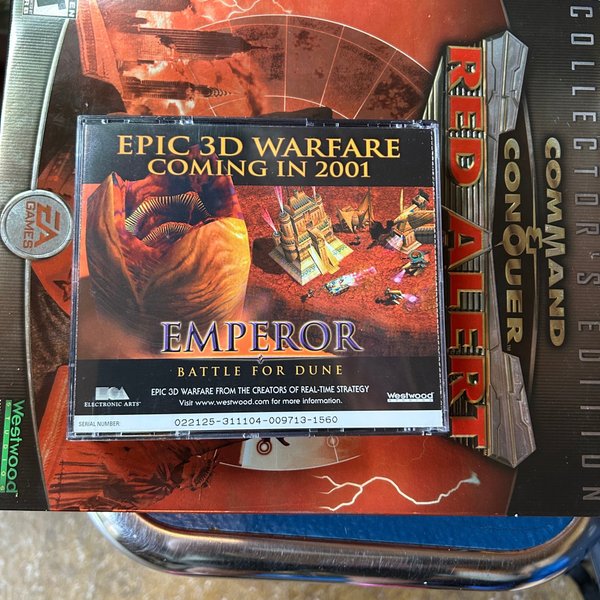 EPIC 3D WARFARE
COMING IN 2001
EMPEROR
BATTLE FOR DUNE
EPIC 3D WARFARE FROM THE CREATORS OF REAL-TIME STRATEGY
Visit www.westwood.com for more information.
ELECTRONIC ARTS™
Westwood
SERIAL NUMBER:
022125-311104-009713-1560
COMMAND
&
CONQUER
RED ALERT
COLLECTOR'S EDITION
EA
GAMES
Westwood
STUDIOS